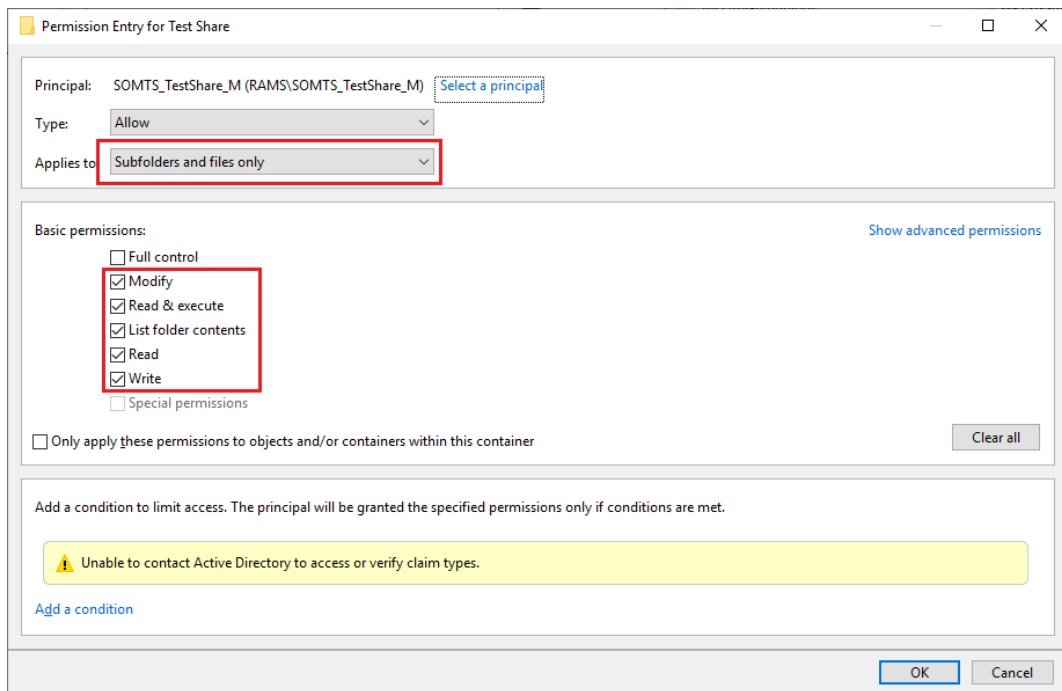 Permission Entry for Test Share
Principal: SOMTS_TestShare_M (RAMS\SOMTS_TestShare_M) Select a principal
Type: Allow
Applies to Subfolders and files only
Basic permissions: Show advanced permissions
Full control
Modify
Read & execute
List folder contents
Read
Write
Special permissions
Only apply these permissions to objects and/or containers within this container
Clear all
Add a condition to limit access. The principal will be granted the specified permissions only if conditions are met.
Unable to contact Active Directory to access or verify claim types.
Add a condition
OK Cancel